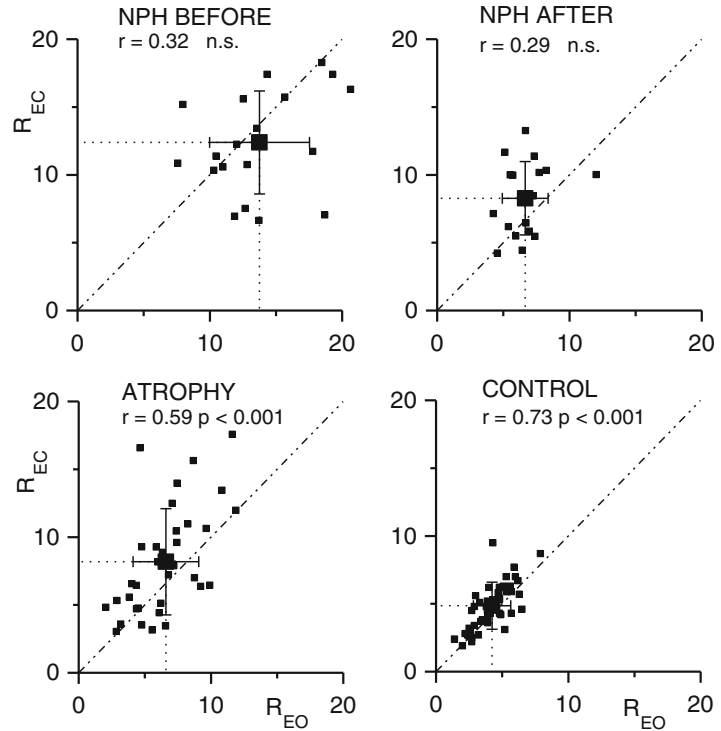 NPH BEFORE
r = 0.32 n.s.
20
R_EC
10
0
0 10 20
NPH AFTER
r = 0.29 n.s.
20
10
0
0 10 20
ATROPHY
r = 0.59 p < 0.001
20
R_EC
10
0
0 10 20
R_EO
CONTROL
r = 0.73 p < 0.001
20
10
0
0 10 20
R_EO